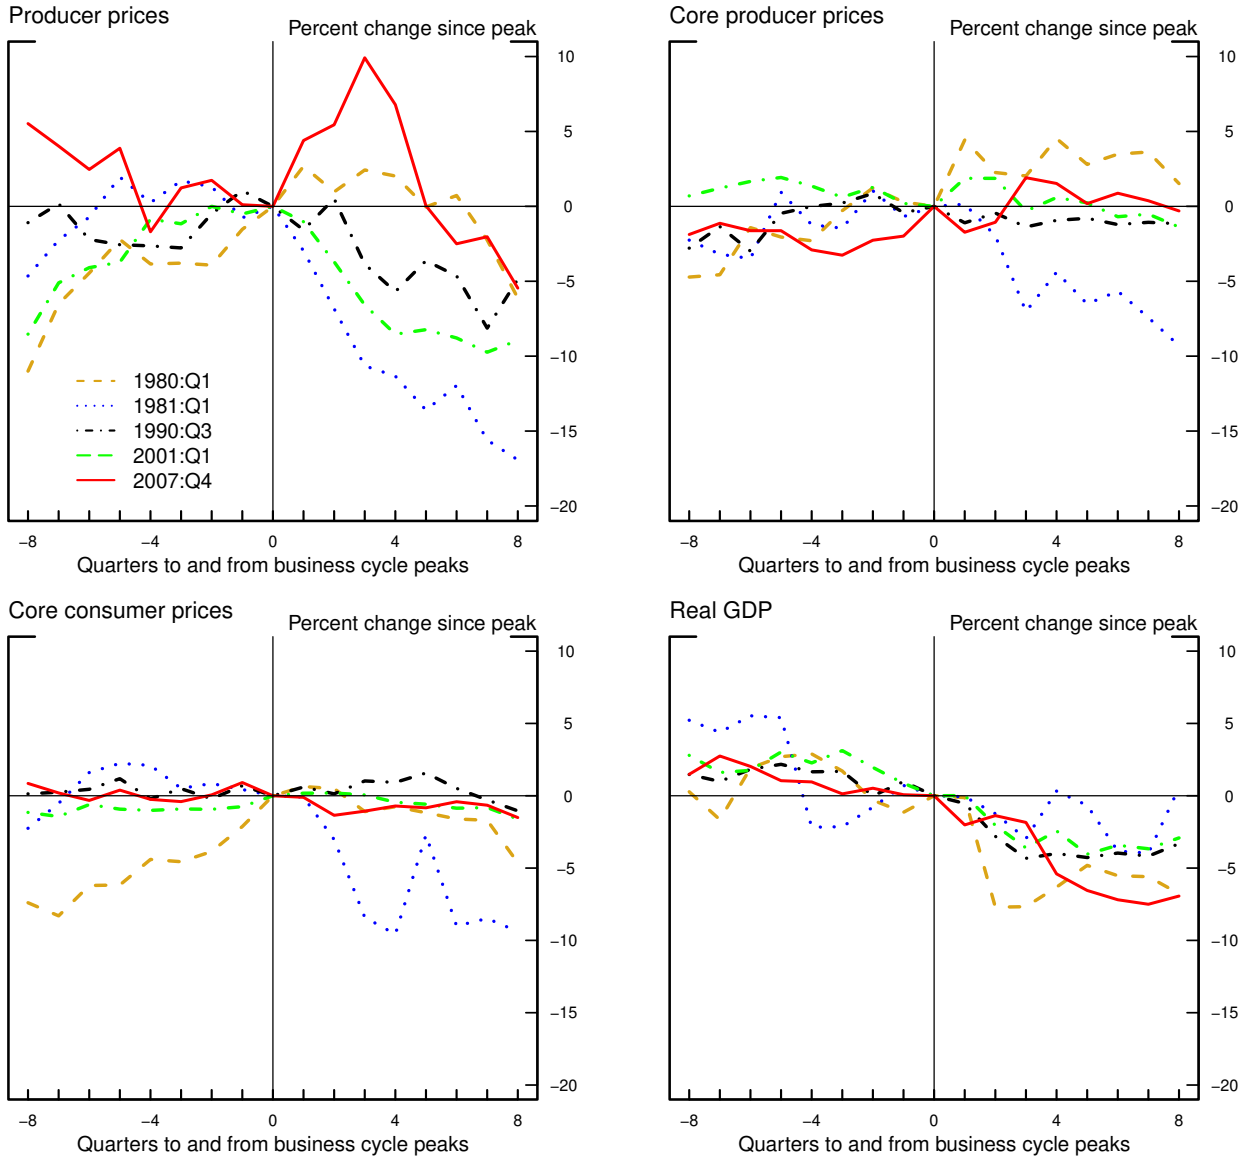 Producer prices
Percent change since peak
10
5
0
−5
−10
−15
−20
1980:Q1
1981:Q1
1990:Q3
2001:Q1
2007:Q4
−8
−4
0
4
8
Quarters to and from business cycle peaks
Core producer prices
Percent change since peak
10
5
0
−5
−10
−15
−20
−8
−4
0
4
8
Quarters to and from business cycle peaks
Core consumer prices
Percent change since peak
10
5
0
−5
−10
−15
−20
−8
−4
0
4
8
Quarters to and from business cycle peaks
Real GDP
Percent change since peak
10
5
0
−5
−10
−15
−20
−8
−4
0
4
8
Quarters to and from business cycle peaks